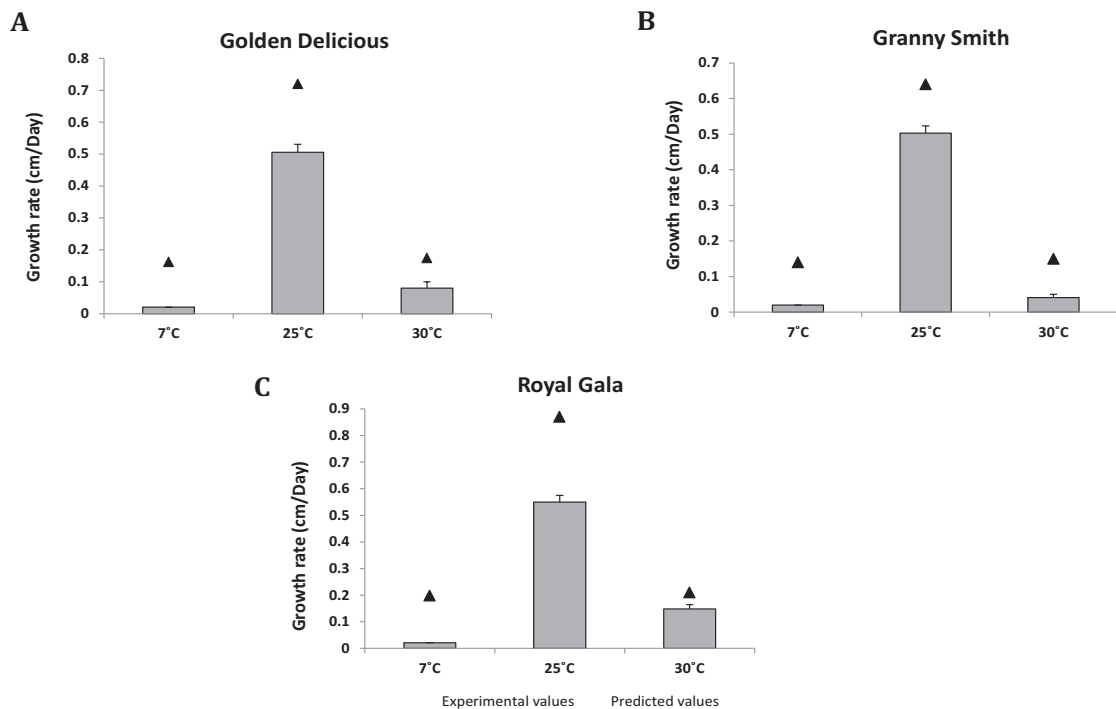 A
Golden Delicious
Growth rate (cm/Day)
0.8
0.7
0.6
0.5
0.4
0.3
0.2
0.1
0
7˚C 25˚C 30˚C
B
Granny Smith
Growth rate (cm/Day)
0.7
0.6
0.5
0.4
0.3
0.2
0.1
0
7˚C 25˚C 30˚C
C
Royal Gala
Growth rate (cm/Day)
0.9
0.8
0.7
0.6
0.5
0.4
0.3
0.2
0.1
0
7˚C 25˚C 30˚C
Experimental values Predicted values